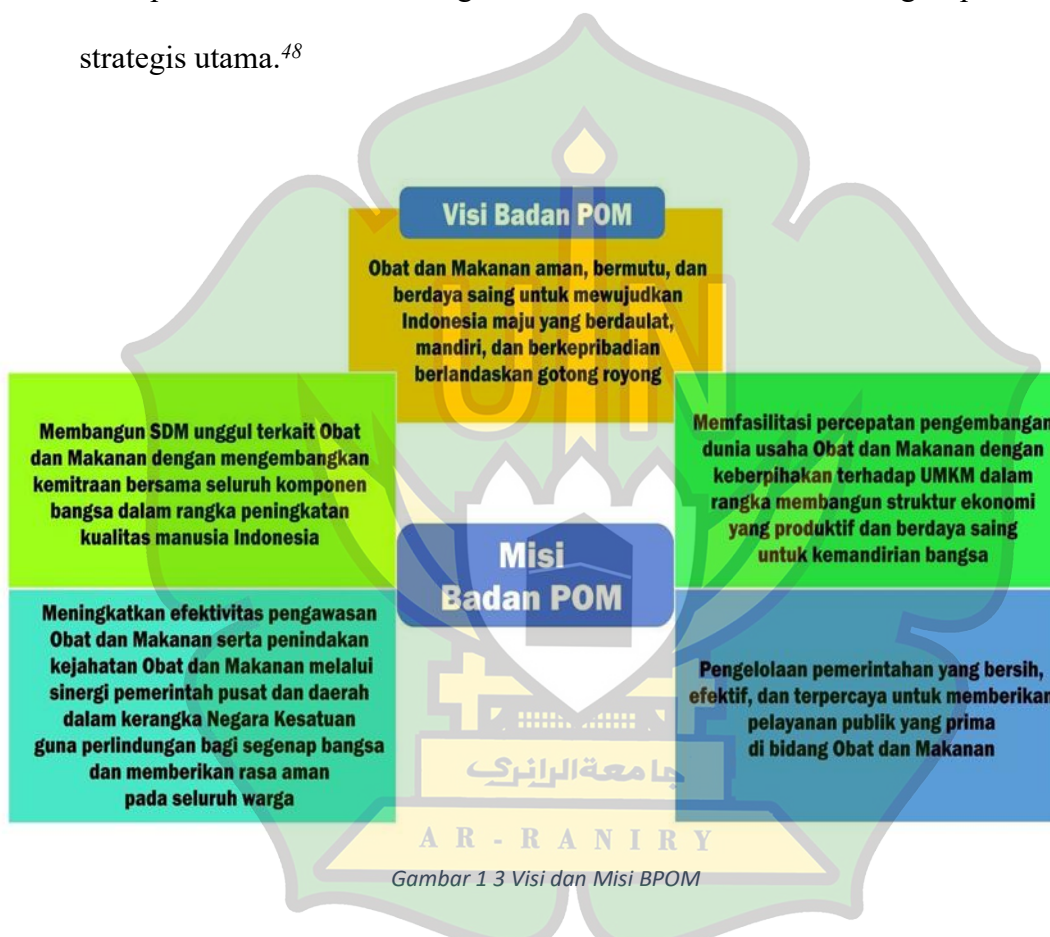 strategis utama.48
Visi Badan POM
Obat dan Makanan aman, bermutu, dan
berdaya saing untuk mewujudkan
Indonesia maju yang berdaulat,
mandiri, dan berkepribadian
berlandaskan gotong royong
Membangun SDM unggul terkait Obat
dan Makanan dengan mengembangkan
kemitraan bersama seluruh komponen
bangsa dalam rangka peningkatan
kualitas manusia Indonesia
Memfasilitasi percepatan pengembangan
dunia usaha Obat dan Makanan dengan
keberpihakan terhadap UMKM dalam
rangka membangun struktur ekonomi
yang produktif dan berdaya saing
untuk kemandirian bangsa
Misi
Badan POM
Meningkatkan efektivitas pengawasan
Obat dan Makanan serta penindakan
kejahatan Obat dan Makanan melalui
sinergi pemerintah pusat dan daerah
dalam kerangka Negara Kesatuan
guna perlindungan bagi segenap bangsa
dan memberikan rasa aman
pada seluruh warga
Pengelolaan pemerintahan yang bersih,
efektif, dan terpercaya untuk memberikan
pelayanan publik yang prima
di bidang Obat dan Makanan
UIN
جامعة الرانري
AR-RANIRY
Gambar 1 3 Visi dan Misi BPOM